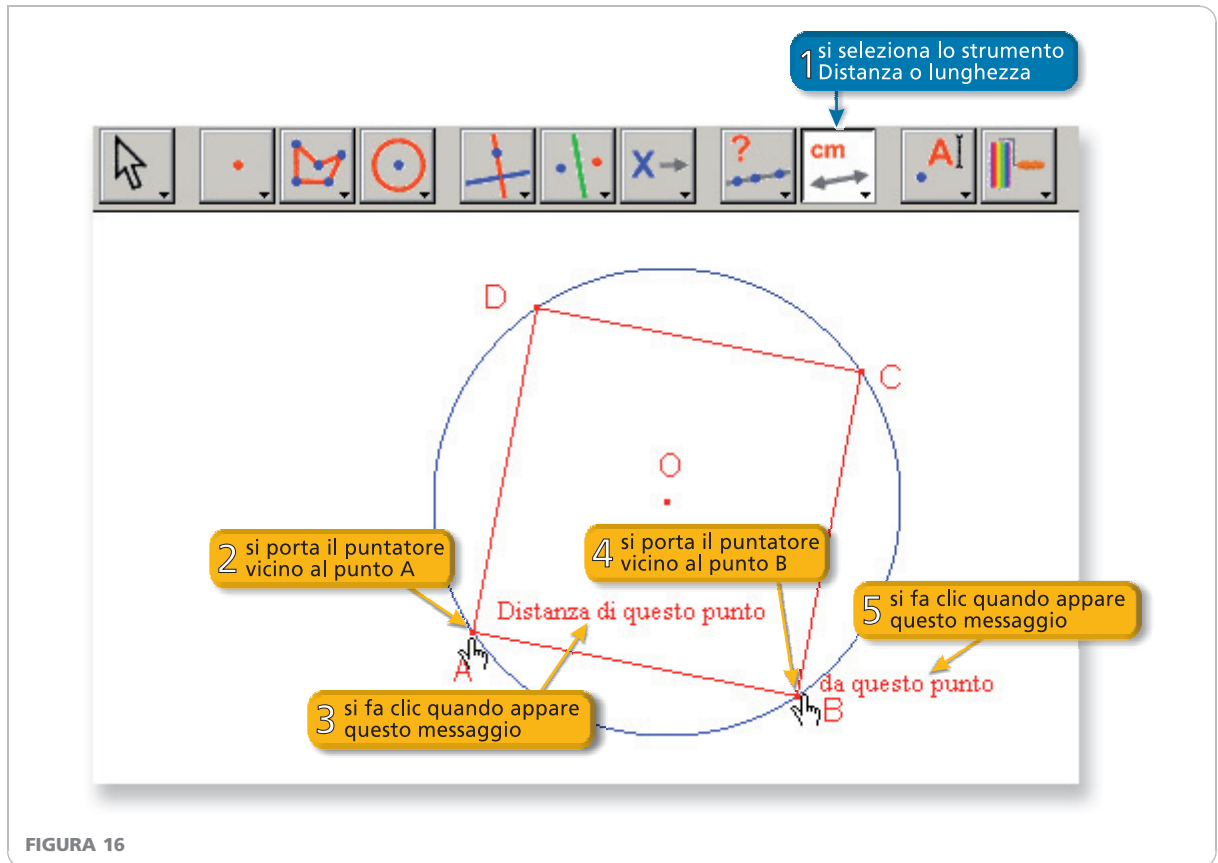 1 si seleziona lo strumento
Distanza o lunghezza
? cm A
X
D
C
O
2 si porta il puntatore
vicino al punto A
4 si porta il puntatore
vicino al punto B
Distanza di questo punto
5 si fa clic quando appare
questo messaggio
A
da questo punto
B
3 si fa clic quando appare
questo messaggio
FIGURA 16